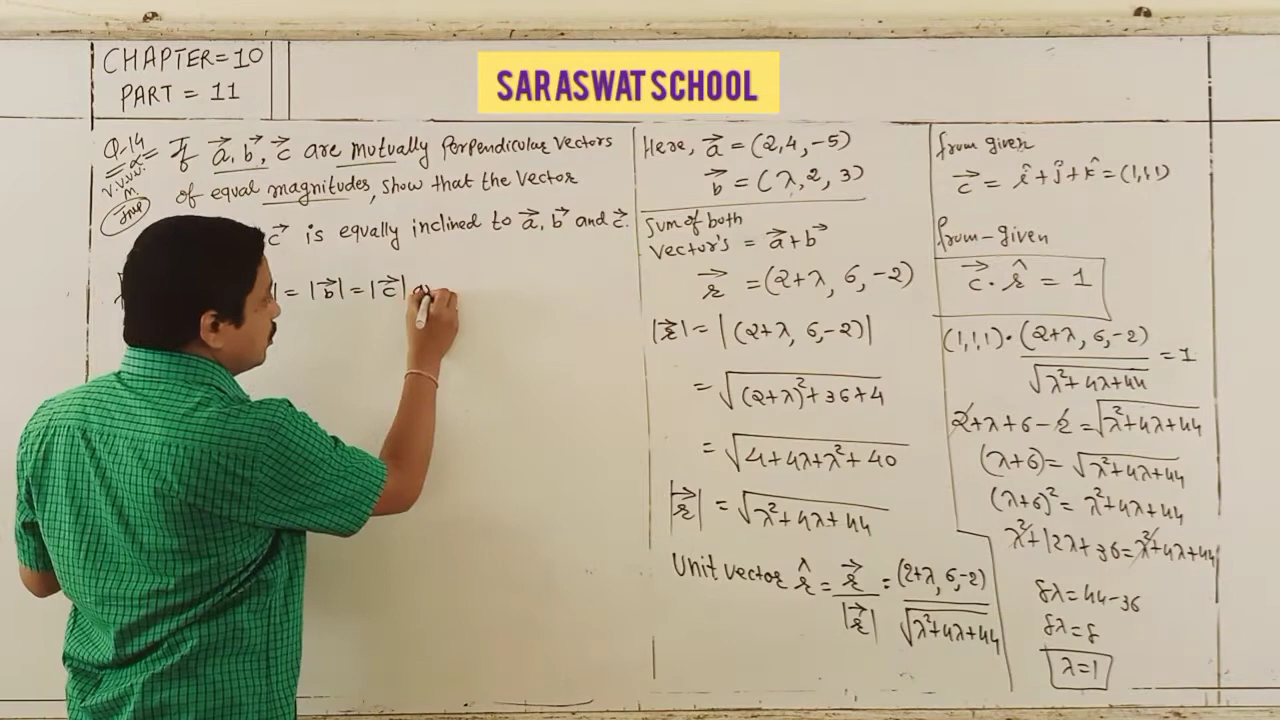 SARASWAT SCHOOL
CHAPTER = 10
PART = 11
Q.14 If a⃗, b⃗, c⃗ are mutually perpendicular vectors
of equal magnitudes, show that the vector
c⃗ is equally inclined to a⃗, b⃗ and c⃗.
V.V.V.V.
| = |b⃗| = |c⃗|
Here, a⃗ = (2,4,-5)
b⃗ = (λ, 2, 3)
Sum of both
vector's = a⃗+b⃗
r⃗ = (2+λ, 6, -2)
|r⃗| = |(2+λ, 6, -2)|
= √((2+λ)²+36+4)
= √(4+4λ+λ²+40)
|r⃗| = √(λ²+4λ+44)
Unit vector r̂ = r⃗/|r⃗| = (2+λ, 6, -2)/√(λ²+4λ+44)
from given
c⃗ = î+ĵ+k̂ = (1,1,1)
from-given
c⃗ . r̂ = 1
(1,1,1)·(2+λ, 6, -2)/√(λ²+4λ+44) = 1
2+λ+6-2 = √(λ²+4λ+44)
(λ+6) = √(λ²+4λ+44)
(λ+6)² = λ²+4λ+44
λ²+12λ+36 = λ²+4λ+44
8λ = 44-36
8λ = 8
λ=1